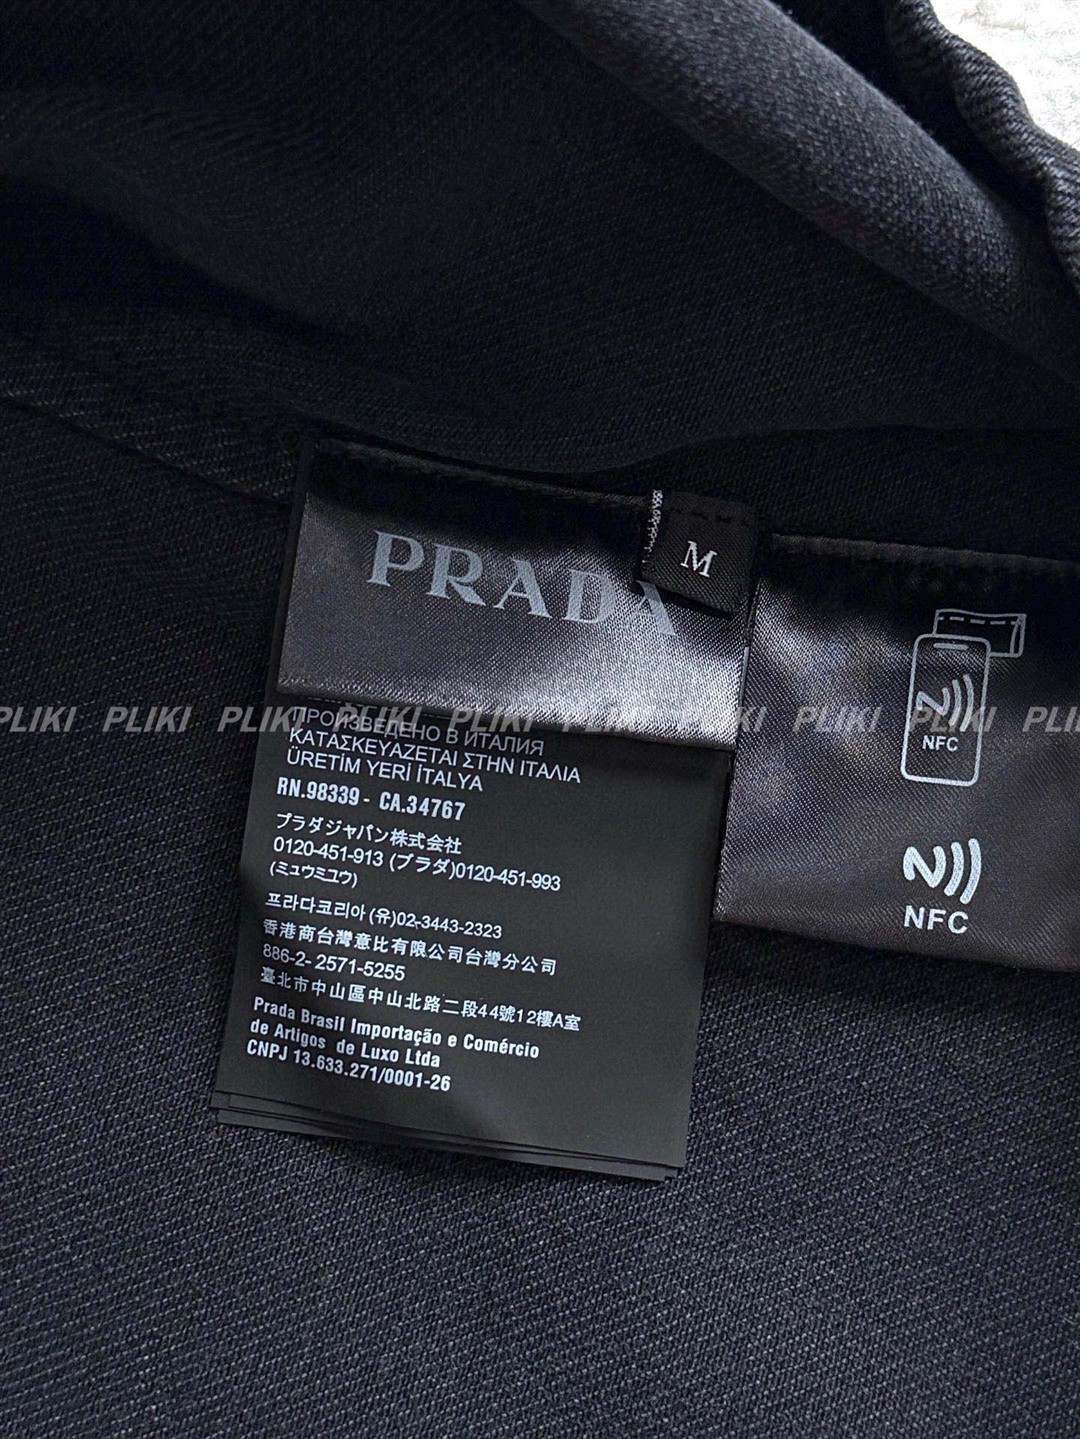 PRADA
M
NFC
NFC
PLIKI PLIKI PLIKI PLIKI PLIKI PLIKI PLIKI PLIKI PLIKI
ПРОИЗВЕДЕНО В ИТАЛИЯ
ΚΑΤΑΣΚΕΥΑΖΕΤΑΙ ΣΤΗΝ ΙΤΑΛΙΑ
ÜRETİM YERİ İTALYA
RN.98339 - CA.34767
プラダジャパン株式会社
0120-451-913 (プラダ)0120-451-993
(ミュウミュウ)
프라다코리아(유)02-3443-2323
香港商台灣意比有限公司台灣分公司
886-2- 2571-5255
臺北市中山區中山北路二段44號12樓A室
Prada Brasil Importação e Comércio
de Artigos de Luxo Ltda
CNPJ 13.633.271/0001-26